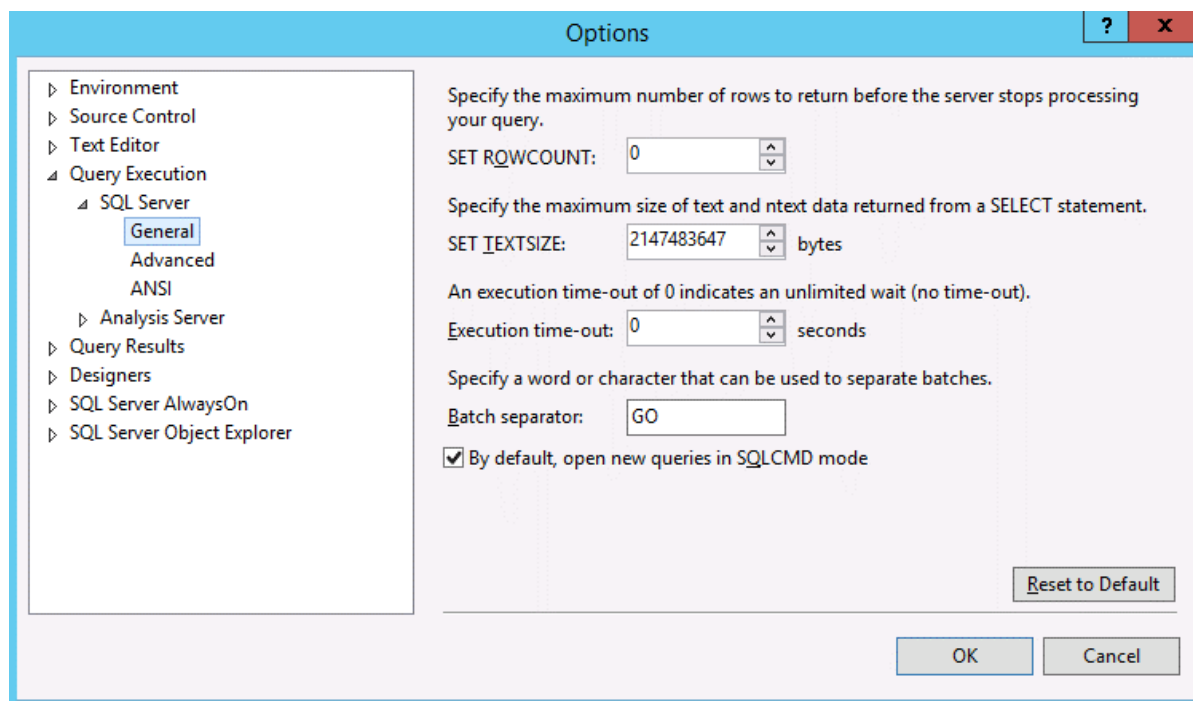 Options
?
x
Environment
Source Control
Text Editor
Query Execution
SQL Server
General
Advanced
ANSI
Analysis Server
Query Results
Designers
SQL Server AlwaysOn
SQL Server Object Explorer
Specify the maximum number of rows to return before the server stops processing
your query.
SET ROWCOUNT: 0
Specify the maximum size of text and ntext data returned from a SELECT statement.
SET TEXTSIZE: 2147483647 bytes
An execution time-out of 0 indicates an unlimited wait (no time-out).
Execution time-out: 0 seconds
Specify a word or character that can be used to separate batches.
Batch separator: GO
By default, open new queries in SQLCMD mode
Reset to Default
OK Cancel